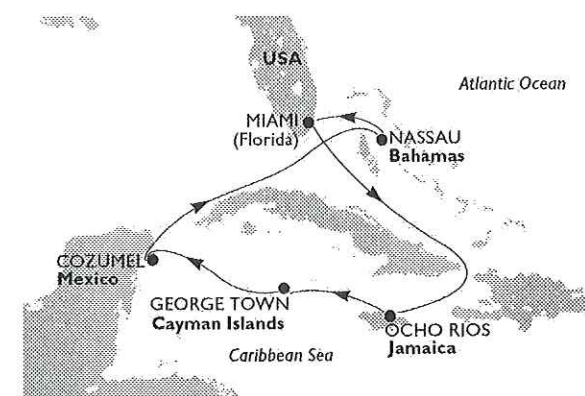 USA
Atlantic Ocean
MIAMI
(Florida)
NASSAU
Bahamas
COZUMEL
Mexico
GEORGE TOWN
Cayman Islands
OCHO RIOS
Jamaica
Caribbean Sea